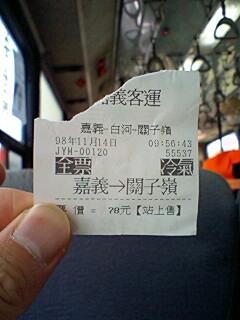 嘉義客運
嘉義-白河-關子嶺
98年11月14日 09:56:43
JYH-00120 55537
全票 冷氣
嘉義→關子嶺
票價 = 78元【站上售】